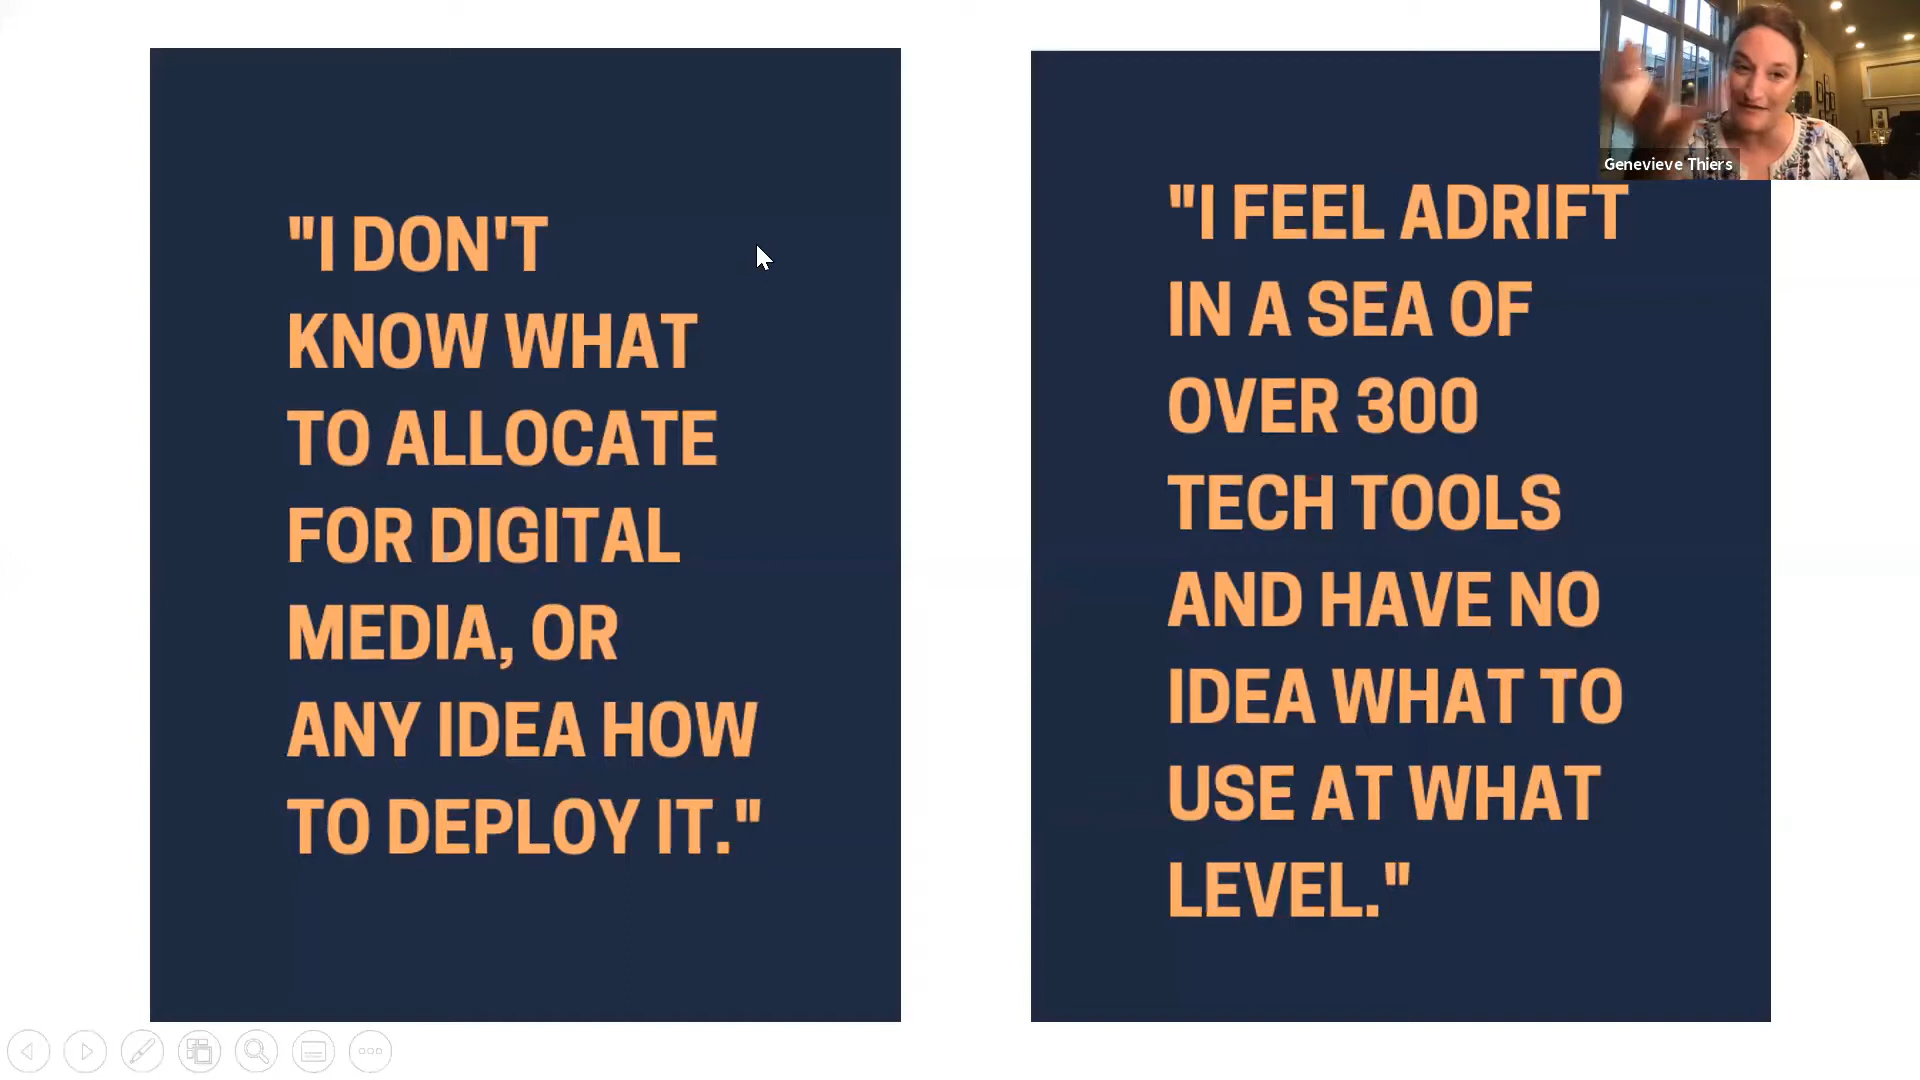 "I DON'T
KNOW WHAT
TO ALLOCATE
FOR DIGITAL
MEDIA, OR
ANY IDEA HOW
TO DEPLOY IT."
"I FEEL ADRIFT
IN A SEA OF
OVER 300
TECH TOOLS
AND HAVE NO
IDEA WHAT TO
USE AT WHAT
LEVEL."
Genevieve Thiers